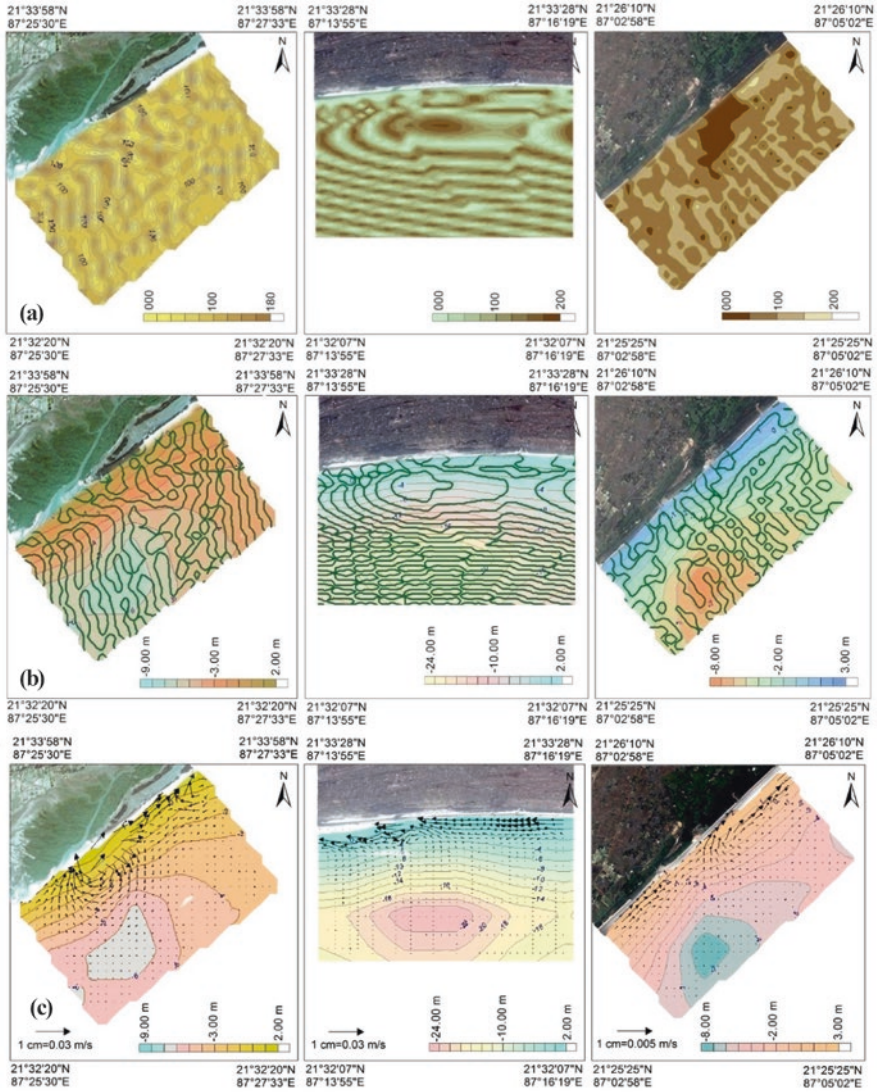 21°33'58"N 21°33'58"N 21°33'28"N 21°33'28"N 21°26'10"N 21°26'10"N
87°25'30"E 87°27'33"E 87°13'55"E 87°16'19"E 87°02'58"E 87°05'02"E
N N N
100
100
100
(a)
000 100 180 000 100 200 000 100 200
21°32'20"N 21°32'20"N 21°32'07"N 21°32'07"N 21°25'25"N 21°25'25"N
87°25'30"E 87°27'33"E 87°13'55"E 87°16'19"E 87°02'58"E 87°05'02"E
21°33'58"N 21°33'58"N 21°33'28"N 21°33'28"N 21°26'10"N 21°26'10"N
87°25'30"E 87°27'33"E 87°13'55"E 87°16'19"E 87°02'58"E 87°05'02"E
N N N
(b)
-9.00 m -3.00 m 2.00 m -24.00 m -10.00 m 2.00 m -8.00 m -2.00 m 3.00 m
21°32'20"N 21°32'20"N 21°32'07"N 21°32'07"N 21°25'25"N 21°25'25"N
87°25'30"E 87°27'33"E 87°13'55"E 87°16'19"E 87°02'58"E 87°05'02"E
21°33'58"N 21°33'58"N 21°33'28"N 21°33'28"N 21°26'10"N 21°26'10"N
87°25'30"E 87°27'33"E 87°13'55"E 87°16'19"E 87°02'58"E 87°05'02"E
N N N
-4
-6
-8
-10
-12
-14
-16
-18
-20
-22
(c)
-9.00 m -3.00 m 2.00 m -24.00 m -10.00 m 2.00 m -8.00 m -2.00 m 3.00 m
1 cm=0.03 m/s 1 cm=0.03 m/s 1 cm=0.005 m/s
21°32'20"N 21°32'20"N 21°32'07"N 21°32'07"N 21°25'25"N 21°25'25"N
87°25'30"E 87°27'33"E 87°13'55"E 87°16'19"E 87°02'58"E 87°05'02"E